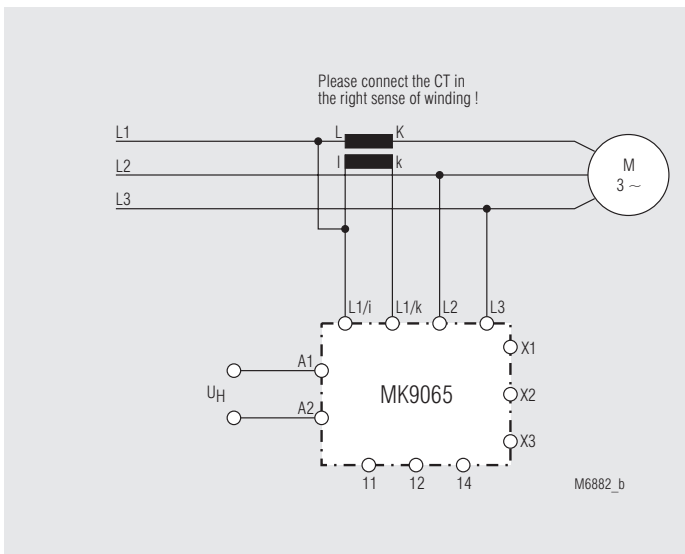 Please connect the CT in
the right sense of winding !
L1
L
K
L2
l
k
M
3 ~
L3
L1/i
L1/k
L2
L3
A1
X1
UH
MK9065
X2
A2
X3
11
12
14
M6882_b